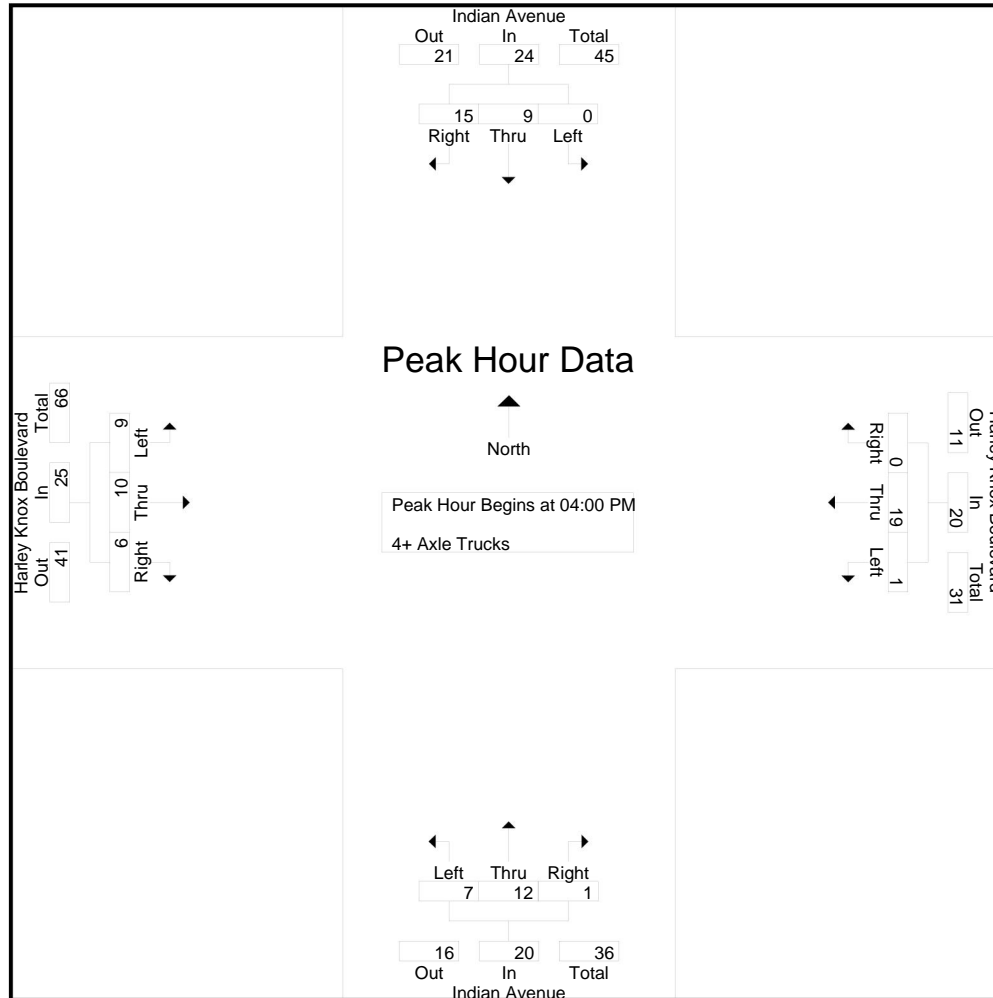 Indian Avenue
Out In Total
21 24 45
15 9 0
Right Thru Left
Peak Hour Data
North
Peak Hour Begins at 04:00 PM
4+ Axle Trucks
Harley Knox Boulevard
Out In Total
41 25 66
Left Thru Right
9 10 6
Out In Total
11 20 31
Right Thru Left
0 19 1
Left Thru Right
7 12 1
16 20 36
Out In Total
Indian Avenue